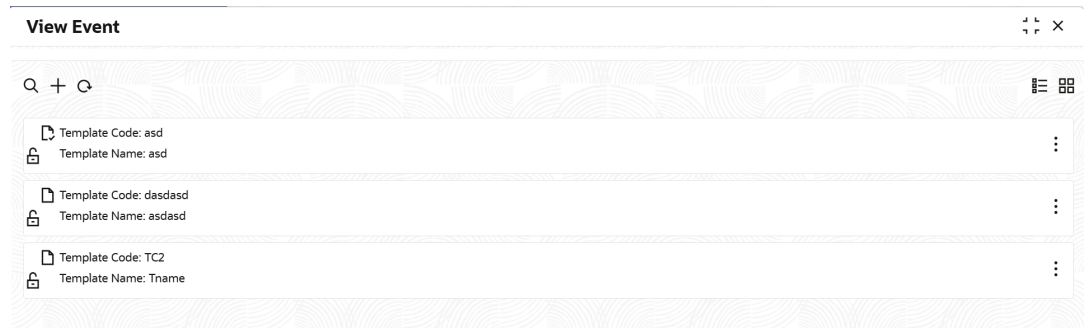 View Event
Template Code: asd
Template Name: asd
Template Code: dasdasd
Template Name: asdasd
Template Code: TC2
Template Name: Tname